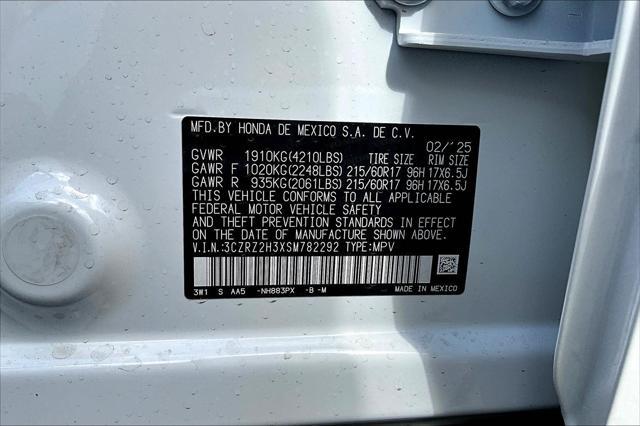 MFD.BY HONDA DE MEXICO S.A. DE C.V.
02/'25
GVWR 1910KG(4210LBS) TIRE SIZE RIM SIZE
GAWR F 1020KG(2248LBS) 215/60R17 96H 17X6.5J
GAWR R 935KG(2061LBS) 215/60R17 96H 17X6.5J
THIS VEHICLE CONFORMS TO ALL APPLICABLE
FEDERAL MOTOR VEHICLE SAFETY
AND THEFT PREVENTION STANDARDS IN EFFECT
ON THE DATE OF MANUFACTURE SHOWN ABOVE.
V.I.N.:3CZRZ2H3XSM782292 TYPE:MPV
3W1 S AA5 -NH883PX -B -M MADE IN MEXICO